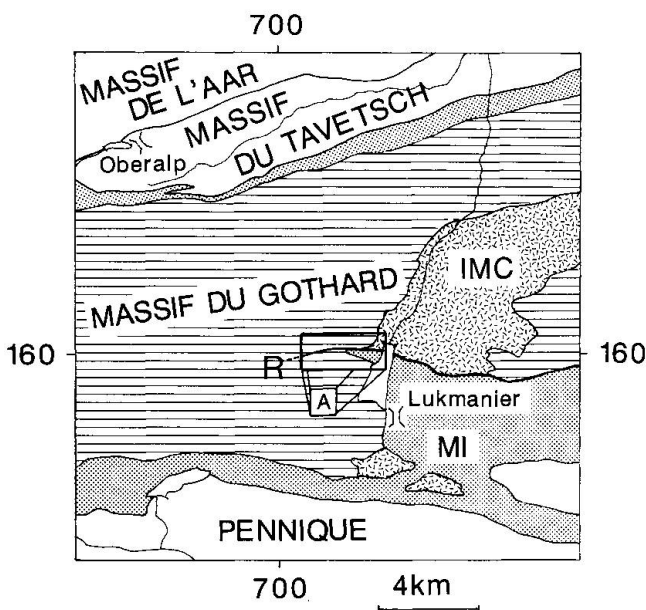 700
MASSIF
DE L'AAR
MASSIF
DU TAVETSCH
Oberalp
IMC
MASSIF DU GOTHARD
160
160
R
A
Lukmanier
MI
PENNIQUE
700
4km